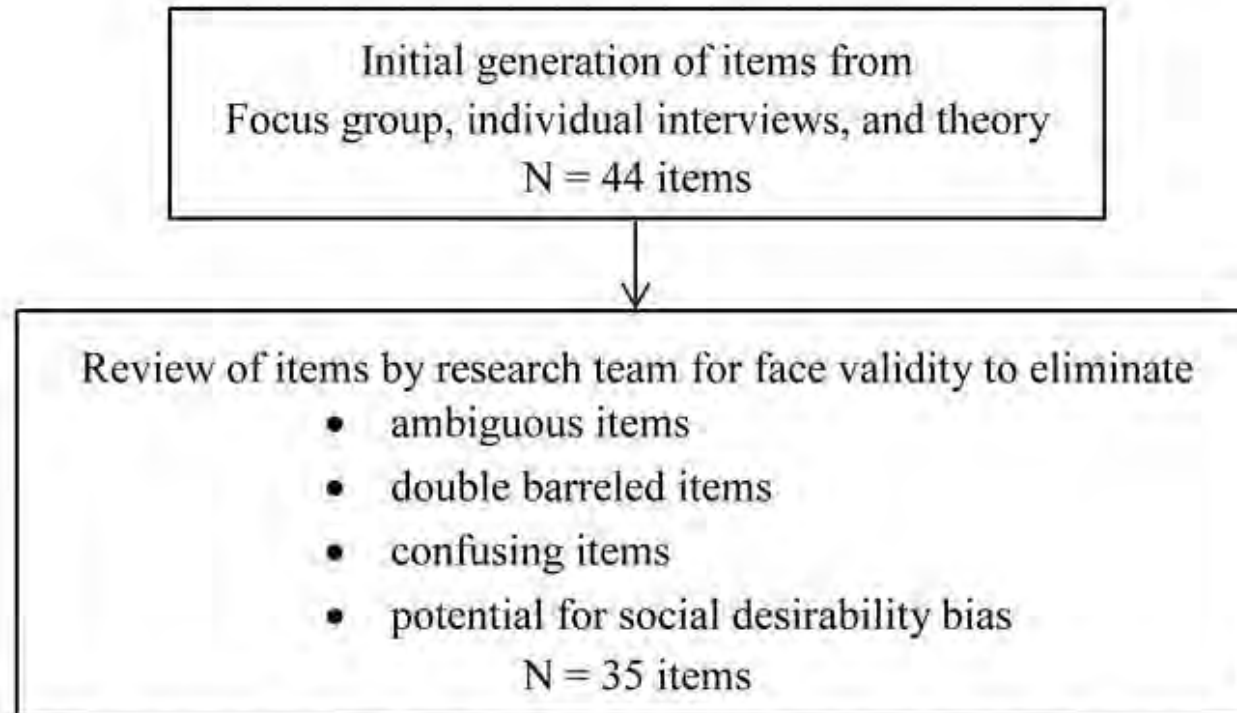 Initial generation of items from
Focus group, individual interviews, and theory
N = 44 items
Review of items by research team for face validity to eliminate
• ambiguous items
• double barreled items
• confusing items
• potential for social desirability bias
N = 35 items